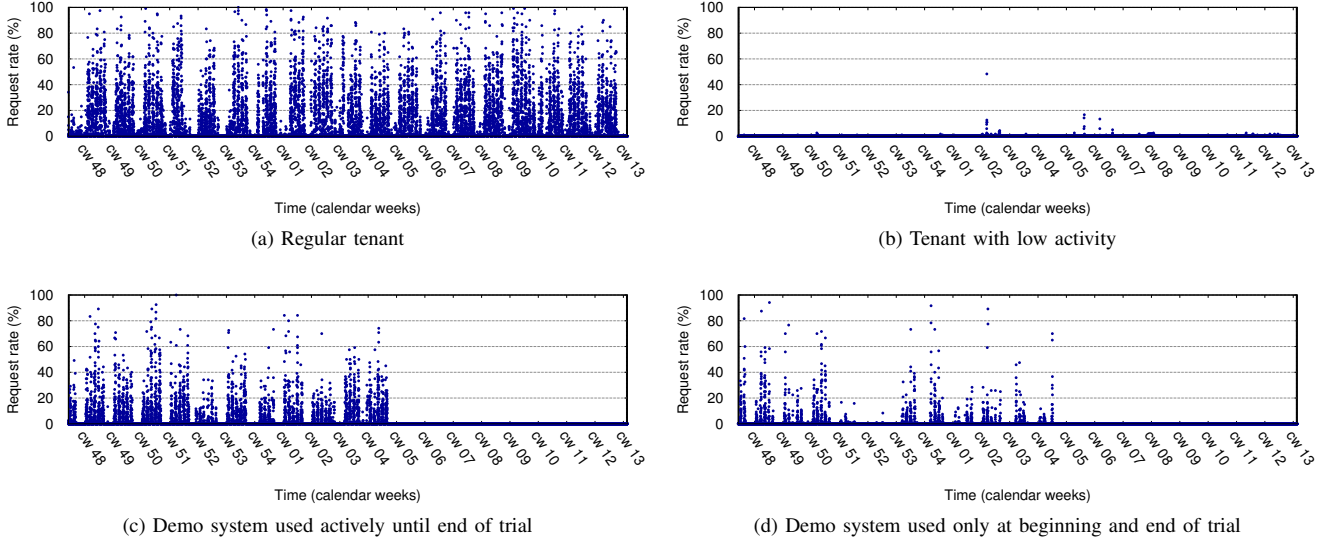 Request rate (%)
100
80
60
40
20
0
cw 48
cw 49
cw 50
cw 51
cw 52
cw 53
cw 54
cw 01
cw 02
cw 03
cw 04
cw 05
cw 06
cw 07
cw 08
cw 09
cw 10
cw 11
cw 12
cw 13
Time (calendar weeks)
(a) Regular tenant
Request rate (%)
100
80
60
40
20
0
cw 48
cw 49
cw 50
cw 51
cw 52
cw 53
cw 54
cw 01
cw 02
cw 03
cw 04
cw 05
cw 06
cw 07
cw 08
cw 09
cw 10
cw 11
cw 12
cw 13
Time (calendar weeks)
(b) Tenant with low activity
Request rate (%)
100
80
60
40
20
0
cw 48
cw 49
cw 50
cw 51
cw 52
cw 53
cw 54
cw 01
cw 02
cw 03
cw 04
cw 05
cw 06
cw 07
cw 08
cw 09
cw 10
cw 11
cw 12
cw 13
Time (calendar weeks)
(c) Demo system used actively until end of trial
Request rate (%)
100
80
60
40
20
0
cw 48
cw 49
cw 50
cw 51
cw 52
cw 53
cw 54
cw 01
cw 02
cw 03
cw 04
cw 05
cw 06
cw 07
cw 08
cw 09
cw 10
cw 11
cw 12
cw 13
Time (calendar weeks)
(d) Demo system used only at beginning and end of trial